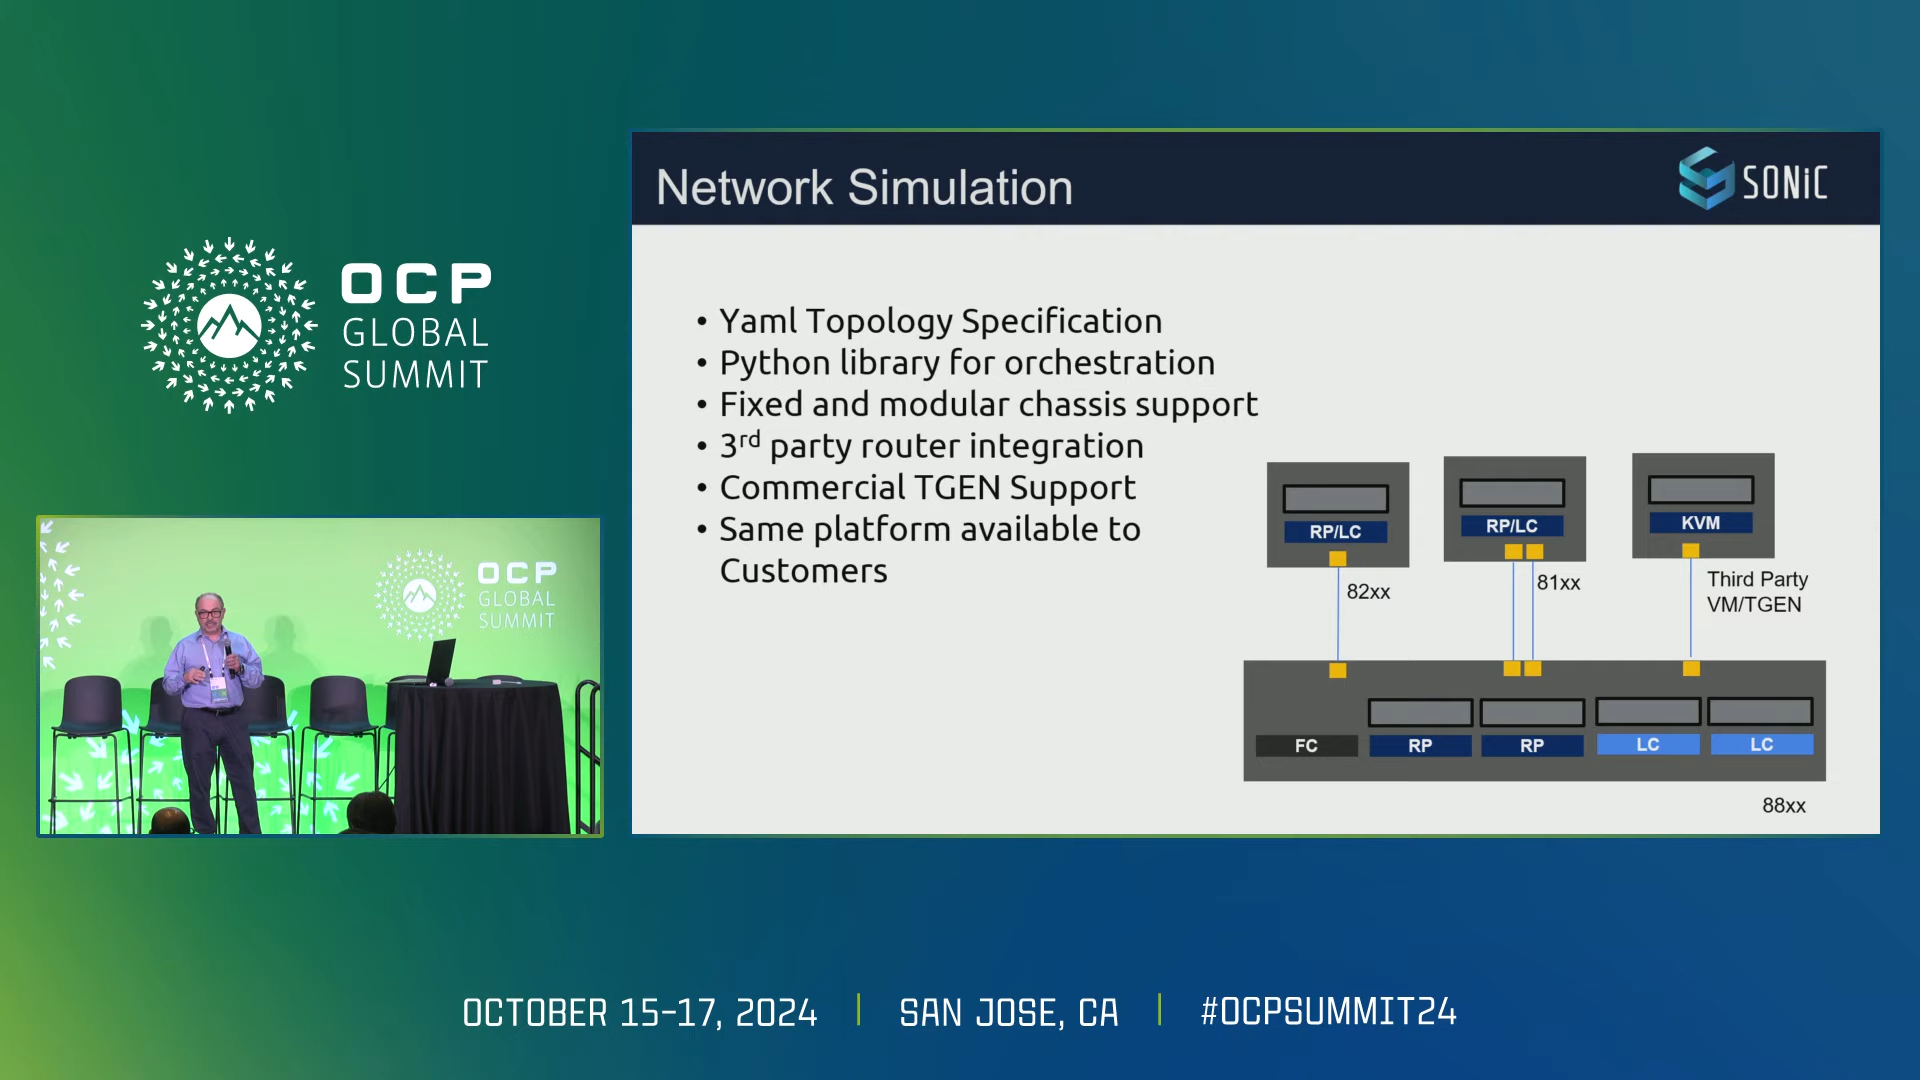 OCP
GLOBAL
SUMMIT
Network Simulation
SONiC
• Yaml Topology Specification
• Python library for orchestration
• Fixed and modular chassis support
• 3rd party router integration
• Commercial TGEN Support
• Same platform available to
Customers
RP/LC
RP/LC
KVM
82xx
81xx
Third Party
VM/TGEN
FC
RP
RP
LC
LC
88xx
OCP
GLOBAL
SUMMIT
OCTOBER 15-17, 2024 | SAN JOSE, CA | #OCPSUMMIT24